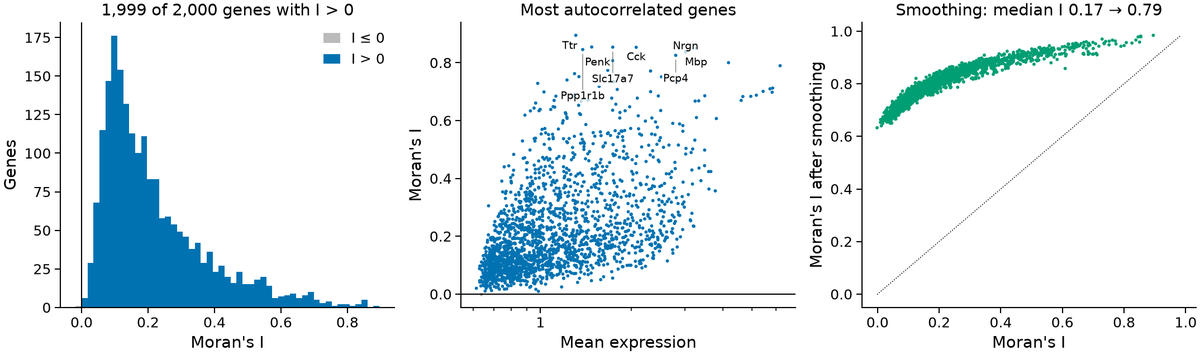 1,999 of 2,000 genes with I > 0
Genes
175
150
125
100
75
50
25
0
I ≤ 0
I > 0
0.0 0.2 0.4 0.6 0.8
Moran's I
Most autocorrelated genes
Moran's I
0.8
0.6
0.4
0.2
0.0
Ttr
Nrgn
Cck
Penk
Mbp
Slc17a7
Pcp4
Ppp1r1b
1
Mean expression
Smoothing: median I 0.17 → 0.79
Moran's I after smoothing
1.0
0.8
0.6
0.4
0.2
0.0
0.0 0.2 0.4 0.6 0.8 1.0
Moran's I